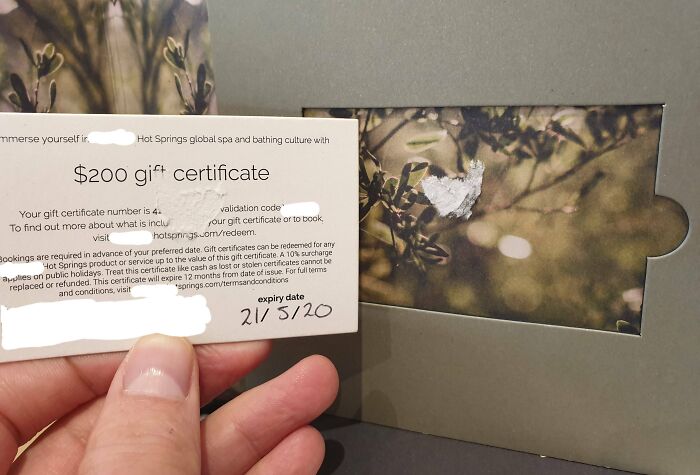 mmerse yourself in Hot Springs global spa and bathing culture with
$200 gift certificate
Your gift certificate number is 4 validation code
To find out more about what is inclu your gift certificate or to book,
visit hotsprings.com/redeem.
Bookings are required in advance of your preferred date. Gift certificates can be redeemed for any
Hot Springs product or service up to the value of this gift certificate. A 10% surcharge
applies on public holidays. Treat this certificate like cash as lost or stolen certificates cannot be
replaced or refunded. This certificate will expire 12 months from date of issue. For full terms
and conditions, visit tsprings.com/termsandconditions
expiry date
21/5/20